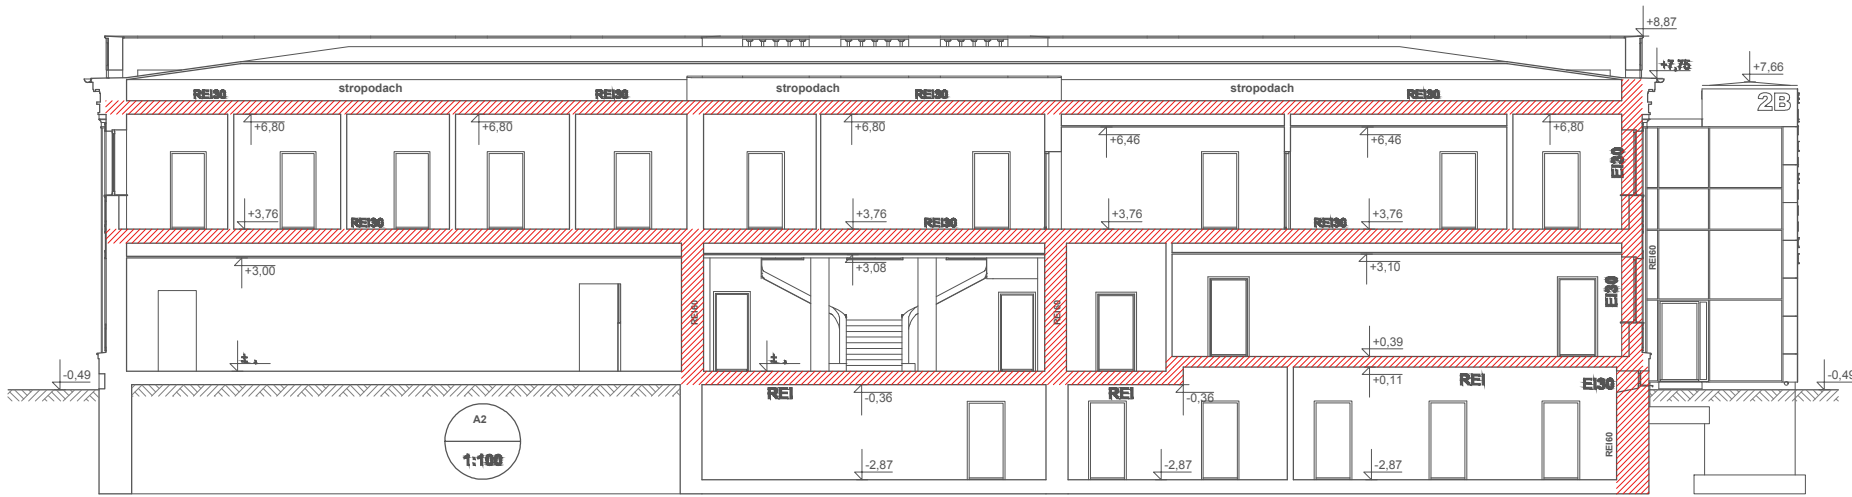 +8,87
+7,75
+7,66
2B
stropodach
stropodach
stropodach
REI30
REI30
REI30
REI30
+6,80
+6,80
+6,80
+6,46
+6,46
+6,80
EI30
+3,76
+3,76
+3,76
+3,76
REI30
REI30
REI30
REI60
+3,00
+3,08
+3,10
EI30
REI60
REI60
+0,39
-0,49
-0,49
+0,11
REI
REI
REI
EI30
-0,36
-0,36
A2
1:100
REI60
-2,87
-2,87
-2,87